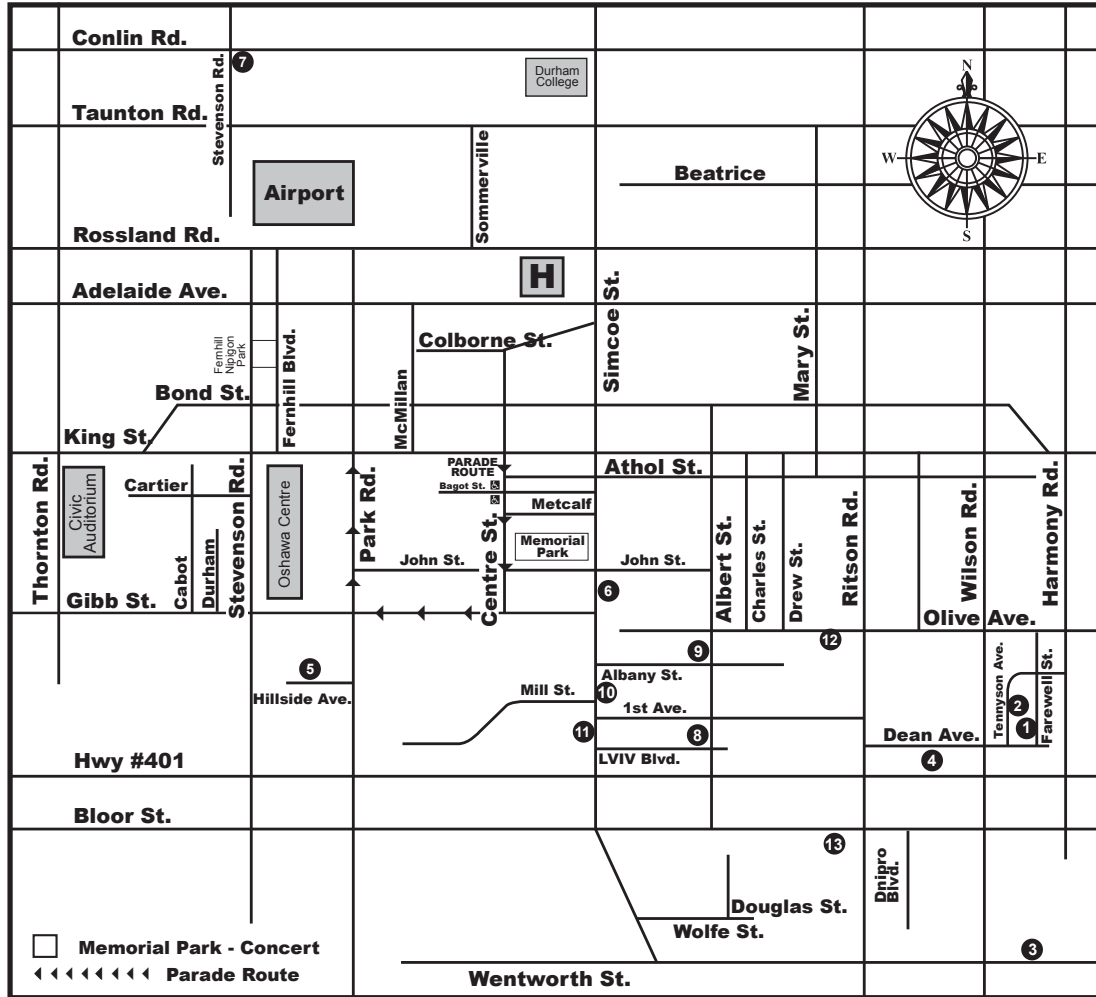 Conlin Rd.
Stevenson Rd.
7
Durham
College
N
W
E
S
Taunton Rd.
Airport
Sommerville
Beatrice
Rossland Rd.
H
Simcoe St.
Adelaide Ave.
Fernhill
Nipigon
Park
Fernhill Blvd.
McMillan
Colborne St.
Mary St.
Bond St.
King St.
Thornton Rd.
Civic
Auditorium
Cartier
Cabot
Durham
Stevenson Rd.
Oshawa Centre
Park Rd.
PARADE
ROUTE
Bagot St.
Centre St.
Athol St.
Metcalf
Memorial
Park
John St.
John St.
Albert St.
Charles St.
Drew St.
Ritson Rd.
Wilson Rd.
Harmony Rd.
Gibb St.
6
Olive Ave.
12
5
Hillside Ave.
9
Albany St.
Mill St.
10
1st Ave.
Tennyson Ave.
2
1
Farewell St.
11
8
LVIV Blvd.
Dean Ave.
4
Hwy #401
Bloor St.
13
Dnipro
Blvd.
Douglas St.
Wolfe St.
3
Memorial Park - Concert
Parade Route
Wentworth St.